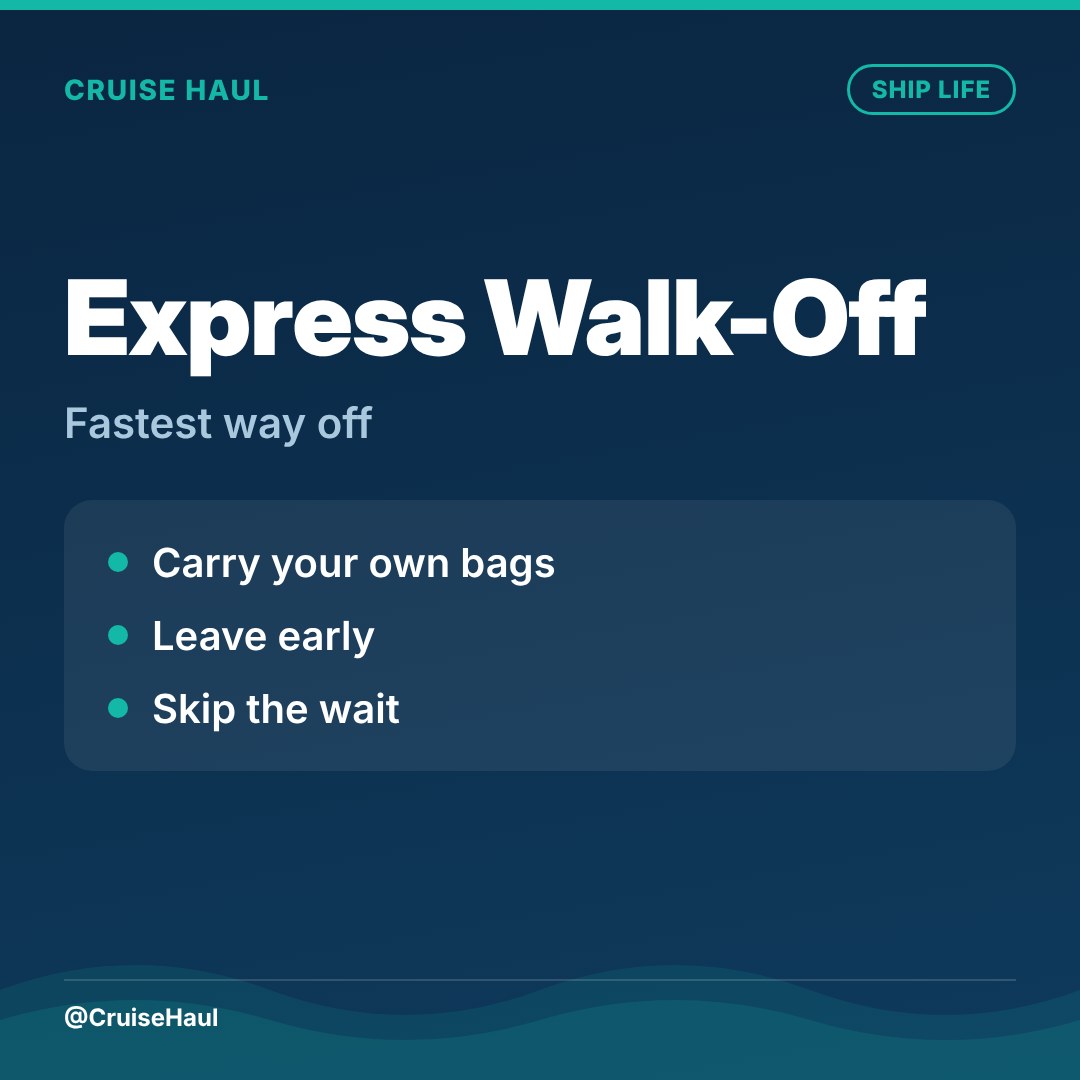 CRUISE HAUL
SHIP LIFE
Express Walk-Off
Fastest way off
Carry your own bags
Leave early
Skip the wait
@CruiseHaul